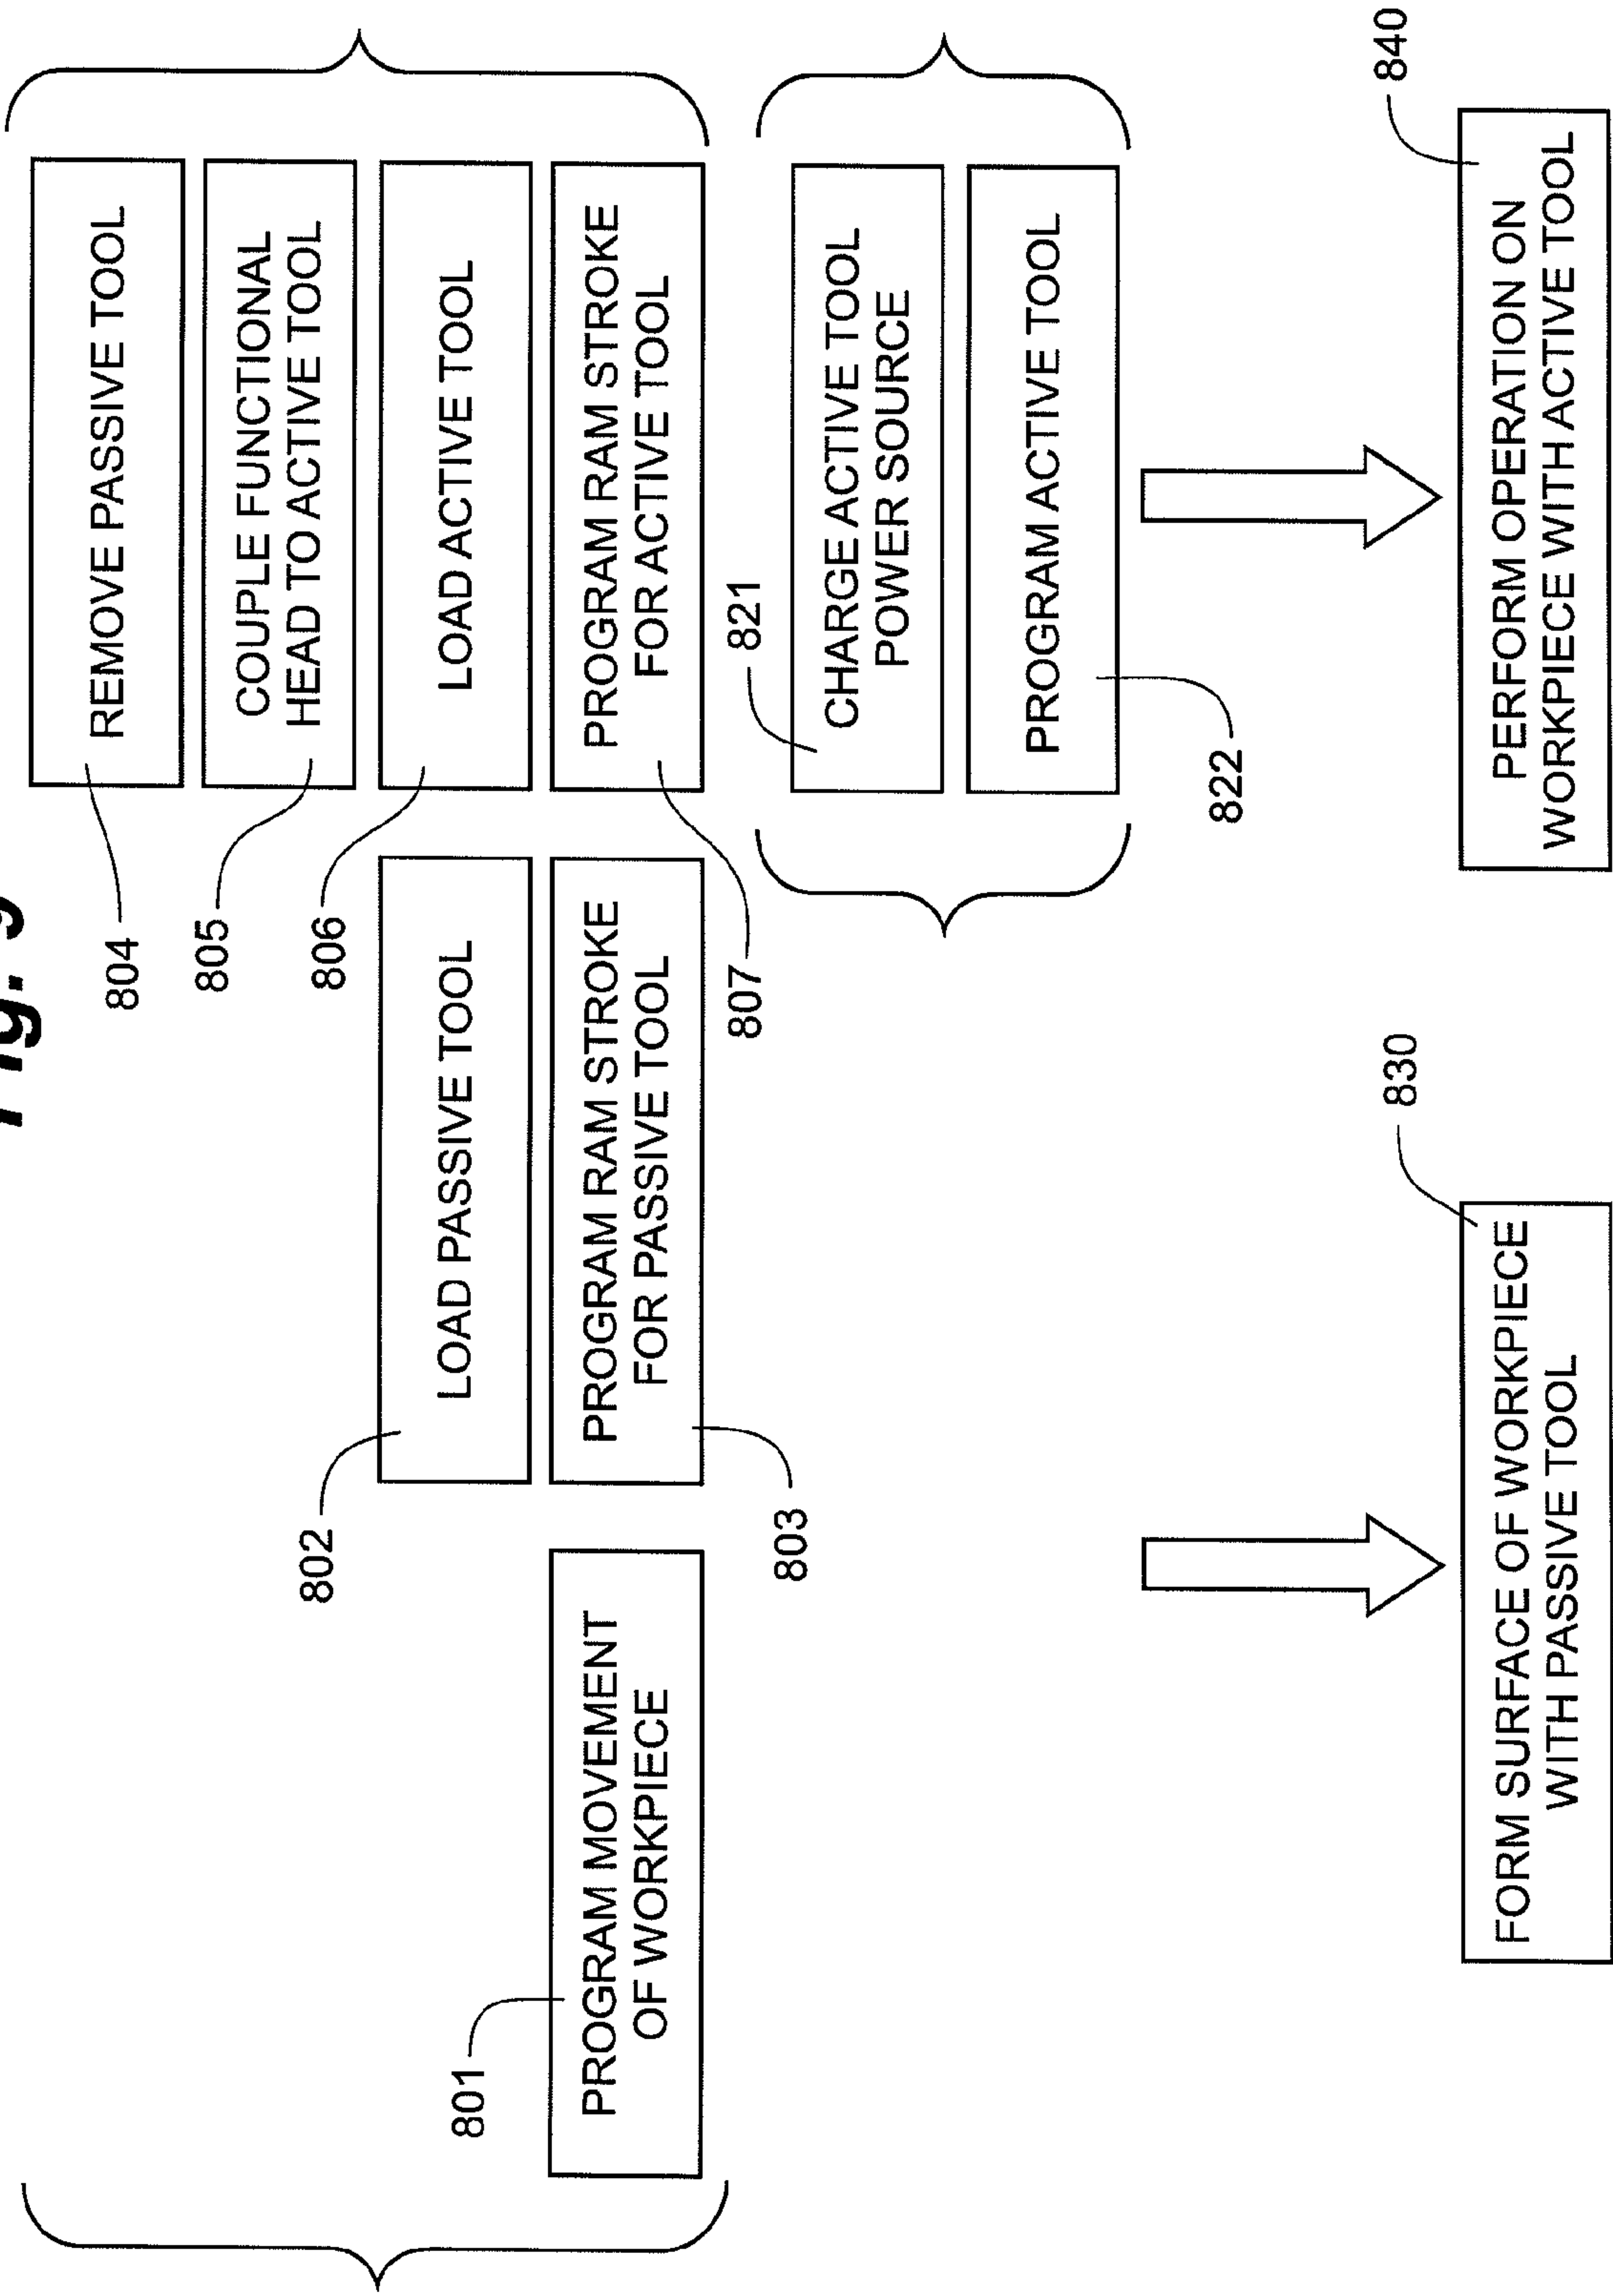 Fig.
804
REMOVE PASSIVE TOOL
805
COUPLE FUNCTIONAL
HEAD TO ACTIVE TOOL
802
LOAD PASSIVE TOOL
806
LOAD ACTIVE TOOL
801
PROGRAM MOVEMENT
OF WORKPIECE
PROGRAM RAM STROKE
FOR PASSIVE TOOL
803
PROGRAM RAM STROKE
FOR ACTIVE TOOL
807
821
CHARGE ACTIVE TOOL
POWER SOURCE
PROGRAM ACTIVE TOOL
822
830
FORM SURFACE OF WORKPIECE
WITH PASSIVE TOOL
840
PERFORM OPERATION ON
WORKPIECE WITH ACTIVE TOOL